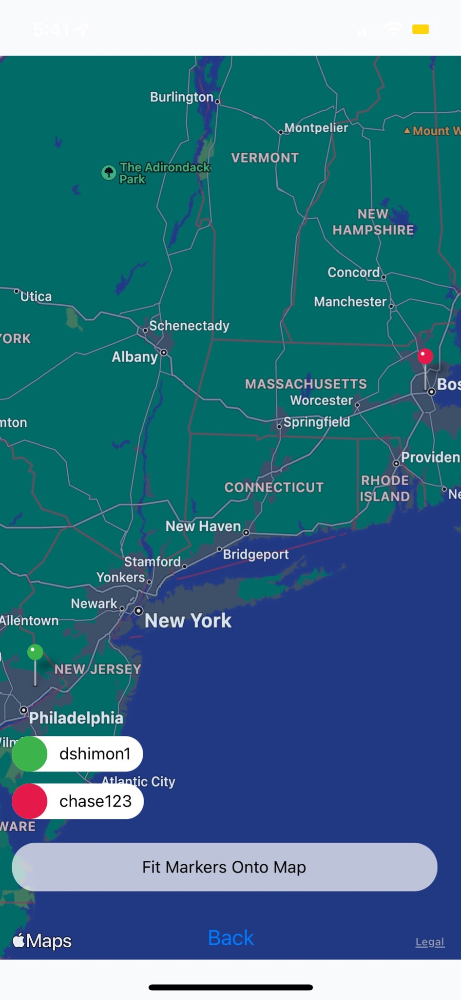 5:41
Burlington
Montpelier
Mount W
VERMONT
The Adirondack
Park
NEW
HAMPSHIRE
Concord
Utica
Manchester
Schenectady
YORK
Albany
MASSACHUSETTS
Bos
Worcester
mton
Springfield
Providen
CONNECTICUT
RHODE
ISLAND
Ne
New Haven
Bridgeport
Stamford
Yonkers
Newark
New York
Allentown
NEW JERSEY
Philadelphia
Wilm
dshimon1
Atlantic City
chase123
WARE
Fit Markers Onto Map
Maps
Back
Legal